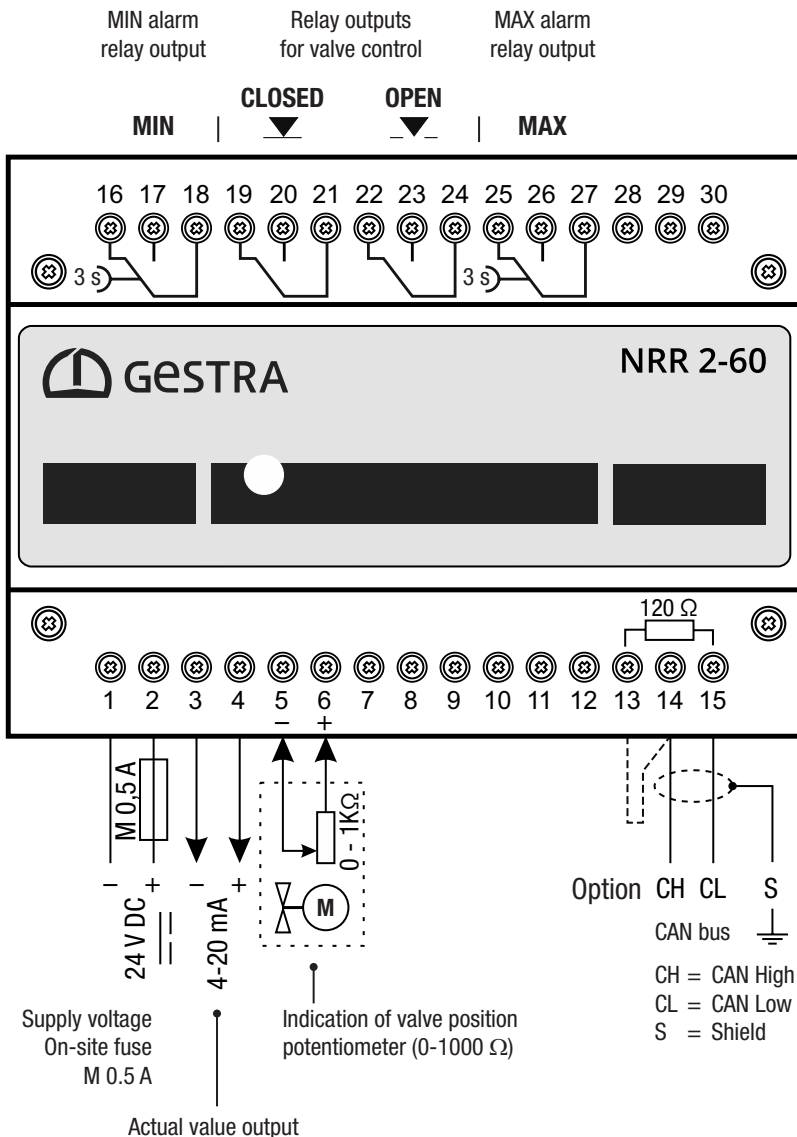 MIN alarm
relay output
Relay outputs
for valve control
MAX alarm
relay output
MIN | CLOSED OPEN | MAX
16 17 18 19 20 21 22 23 24 25 26 27 28 29 30
3 s 3 s
GESTRA
NRR 2-60
120 Ω
1 2 3 4 5 6 7 8 9 10 11 12 13 14 15
– +
M 0,5 A
0 - 1KΩ
– + – +
24 V DC
4-20 mA
M
Option CH CL S
CAN bus
CH = CAN High
CL = CAN Low
S = Shield
Supply voltage
On-site fuse
M 0.5 A
Indication of valve position
potentiometer (0-1000 Ω)
Actual value output